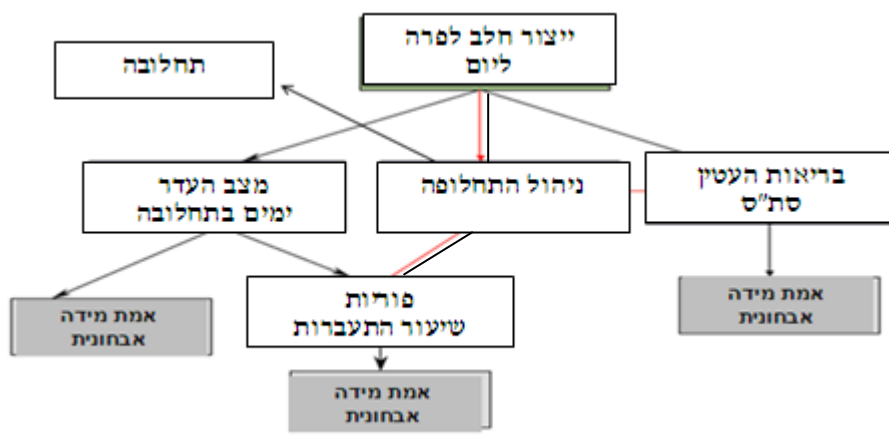 ייצור חלב לפרה
ליום
תחלובה
בריאות העטין
סת"ס
ניהול התחלופה
מצב העדר
ימים בתחלובה
אמת מידה
אבחונית
פוריות
שיעור התעברות
אמת מידה
אבחונית
אמת מידה
אבחונית